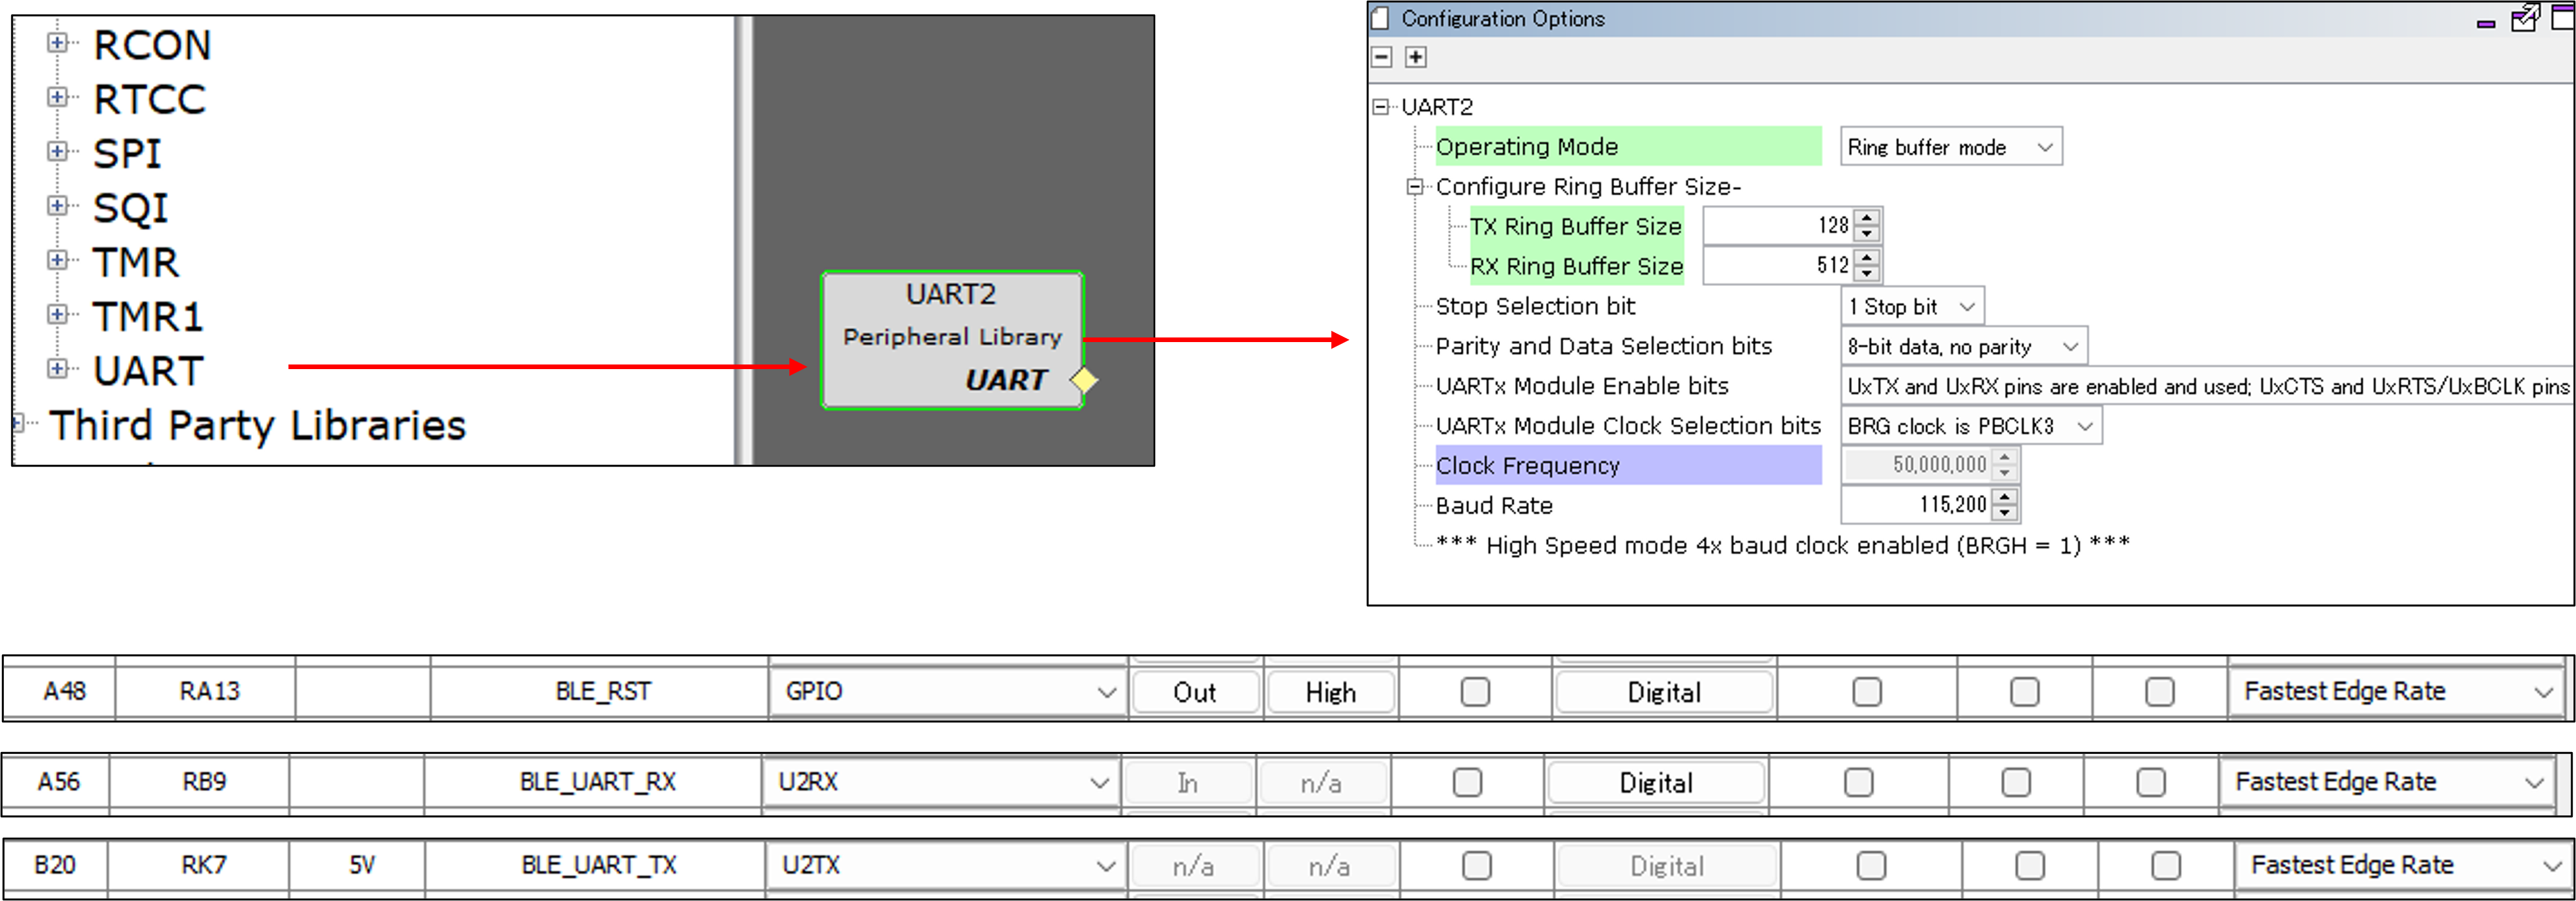 RCON
RTCC
SPI
SQI
TMR
TMR1
UART
Third Party Libraries
UART2
Peripheral Library
UART
Configuration Options
UART2
Operating Mode Ring buffer mode
Configure Ring Buffer Size-
TX Ring Buffer Size 128
RX Ring Buffer Size 512
Stop Selection bit 1 Stop bit
Parity and Data Selection bits 8-bit data, no parity
UARTx Module Enable bits UxTX and UxRX pins are enabled and used; UxCTS and UxRTS/UxBCLK pins
UARTx Module Clock Selection bits BRG clock is PBCLK3
Clock Frequency 50,000,000
Baud Rate 115,200
*** High Speed mode 4x baud clock enabled (BRGH = 1) ***
A48 RA13 BLE_RST GPIO Out High Digital Fastest Edge Rate
A56 RB9 BLE_UART_RX U2RX In n/a Digital Fastest Edge Rate
B20 RK7 5V BLE_UART_TX U2TX n/a n/a Digital Fastest Edge Rate